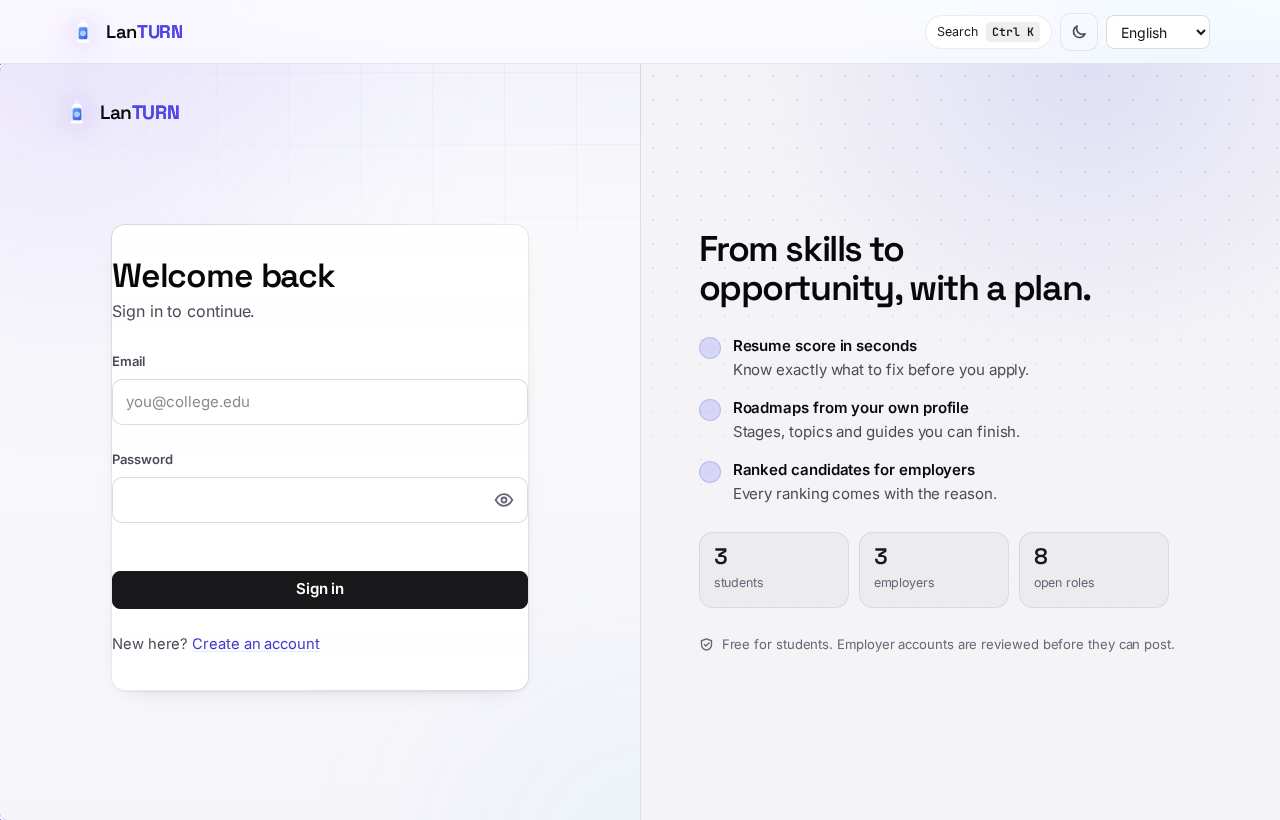 LanTURN
Search Ctrl K
English
LanTURN
Welcome back
Sign in to continue.
Email
you@college.edu
Password
Sign in
New here? Create an account
From skills to
opportunity, with a plan.
Resume score in seconds
Know exactly what to fix before you apply.
Roadmaps from your own profile
Stages, topics and guides you can finish.
Ranked candidates for employers
Every ranking comes with the reason.
3
students
3
employers
8
open roles
Free for students. Employer accounts are reviewed before they can post.